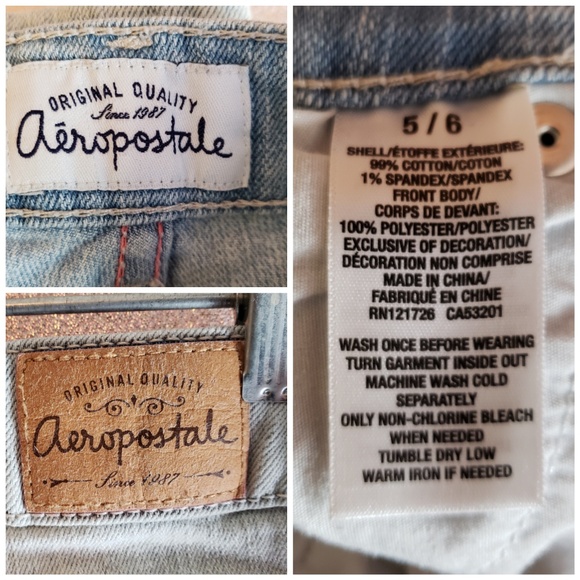 ORIGINAL QUALITY
Since 1987
aéropostale
ORIGINAL QUALITY
aéropostale
Since 1987
5 / 6
SHELL/ÉTOFFE EXTÉRIEURE:
99% COTTON/COTON
1% SPANDEX/SPANDEX
FRONT BODY/
CORPS DE DEVANT:
100% POLYESTER/POLYESTER
EXCLUSIVE OF DECORATION/
DÉCORATION NON COMPRISE
MADE IN CHINA/
FABRIQUÉ EN CHINE
RN121726 CA53201
WASH ONCE BEFORE WEARING
TURN GARMENT INSIDE OUT
MACHINE WASH COLD
SEPARATELY
ONLY NON-CHLORINE BLEACH
WHEN NEEDED
TUMBLE DRY LOW
WARM IRON IF NEEDED